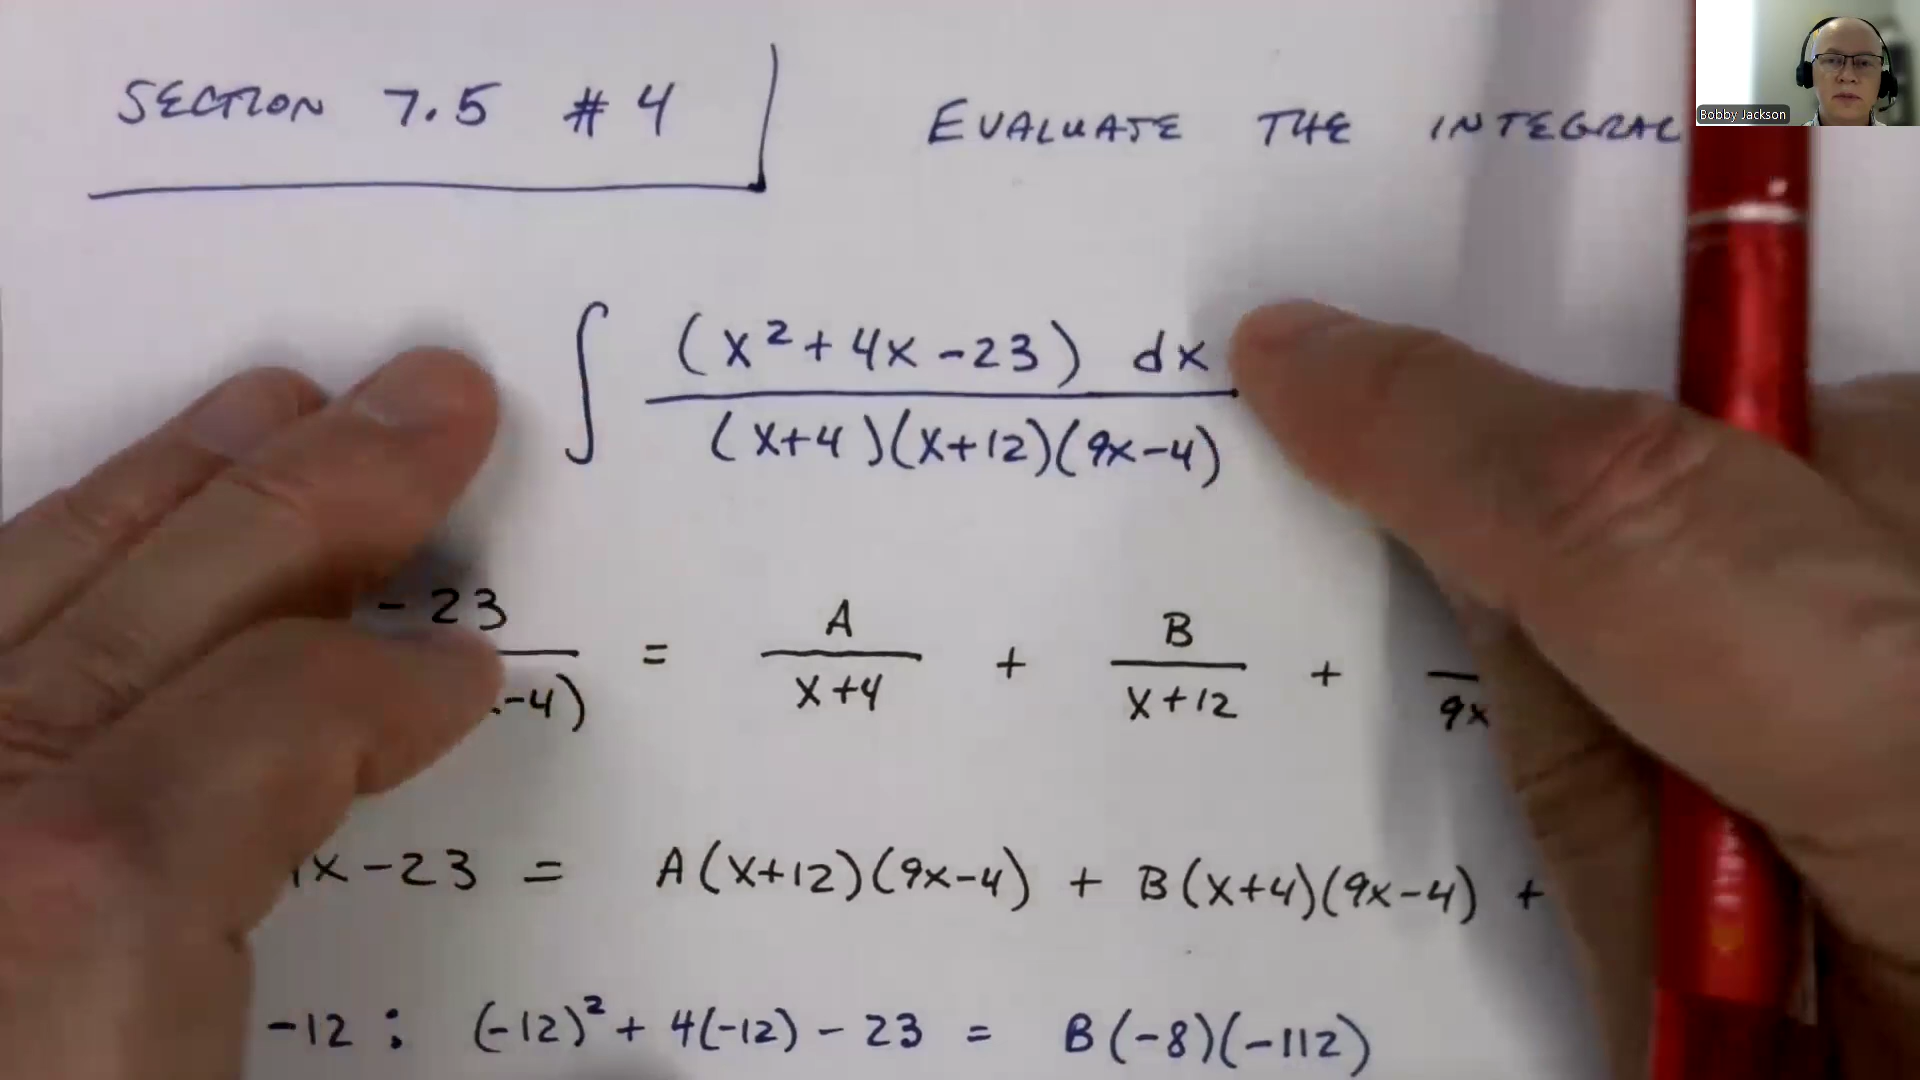 Bobby Jackson
SECTION 7.5 # 4
EVALUATE THE INTEGRAL
∫ (x²+4x-23) dx
(x+4)(x+12)(9x-4)
-23 = A + B +
-4) x+4 x+12 9x
x-23 = A(x+12)(9x-4) + B(x+4)(9x-4) +
-12 : (-12)² + 4(-12) - 23 = B(-8)(-112)